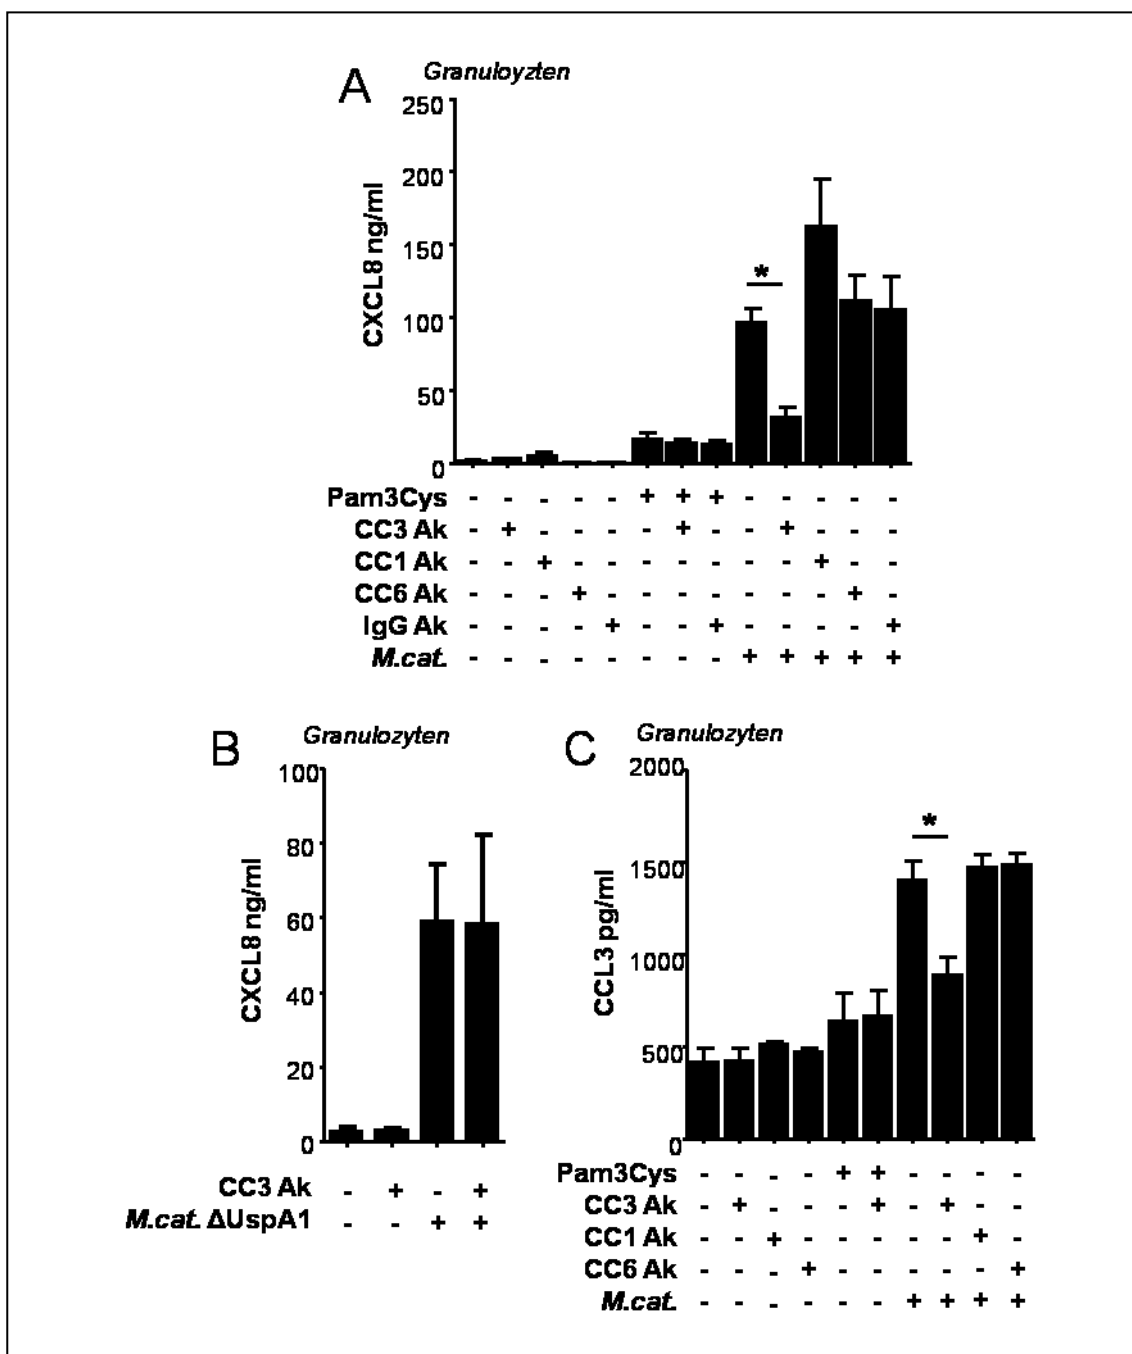 A
Granuloyzten
CXCL8 ng/ml
250
200
150
100
50
0
*
Pam3Cys - - - - - + + + - - - - -
CC3 Ak - + - - - - + - - + - - -
CC1 Ak - - + - - - - - - - + - -
CC6 Ak - - - + - - - - - - - + -
IgG Ak - - - - + - - + - - - - +
M.cat. - - - - - - - - + + + + +
B
Granulozyten
CXCL8 ng/ml
100
80
60
40
20
0
CC3 Ak - + - +
M.cat. ΔUspA1 - - + +
C
Granulozyten
CCL3 pg/ml
2000
1500
1000
500
0
*
Pam3Cys - - - - + + - - - -
CC3 Ak - + - - - + - + - -
CC1 Ak - - + - - - - - + -
CC6 Ak - - - + - - - - - +
M.cat. - - - - - - + + + +